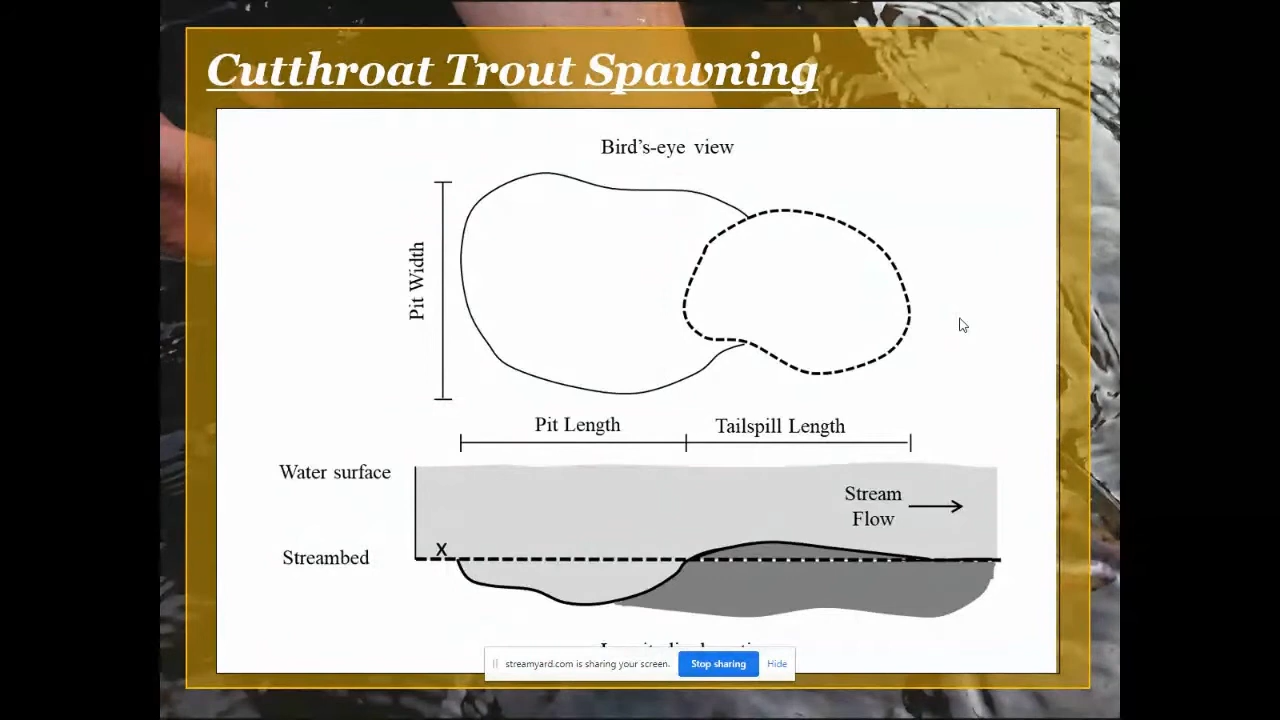 Cutthroat Trout Spawning
Bird's-eye view
Pit Width
Pit Length
Tailspill Length
Water surface
Stream
Flow
X
Streambed
streamyard.com is sharing your screen.
Stop sharing
Hide